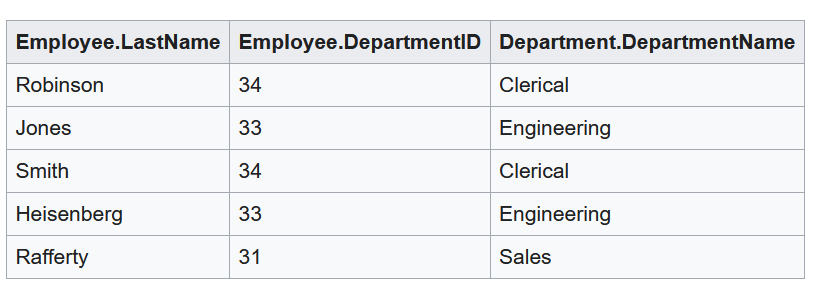 Employee.LastName Employee.DepartmentID Department.DepartmentName
Robinson 34 Clerical
Jones 33 Engineering
Smith 34 Clerical
Heisenberg 33 Engineering
Rafferty 31 Sales